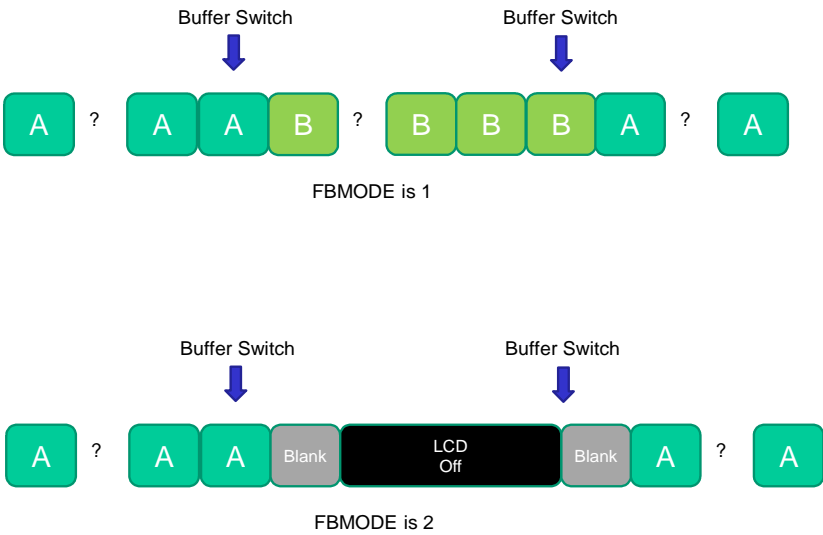 Buffer Switch Buffer Switch
A ? A A B ? B B B A ? A
FBMODE is 1
Buffer Switch Buffer Switch
A ? A A Blank LCD Off Blank A ? A
FBMODE is 2